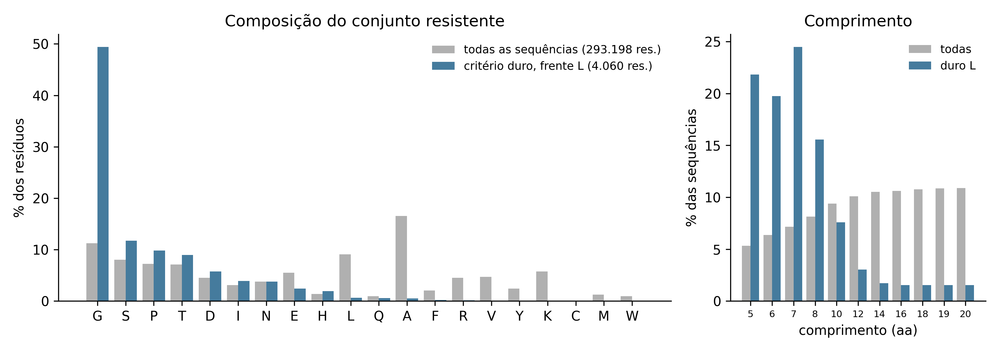 Composição do conjunto resistente
% dos resíduos
50
40
30
20
10
0
todas as sequências (293.198 res.)
critério duro, frente L (4.060 res.)
G S P T D I N E H L Q A F R V Y K C M W
Comprimento
% das sequências
25
20
15
10
5
0
todas
duro L
5 6 7 8 10 12 14 16 18 19 20
comprimento (aa)